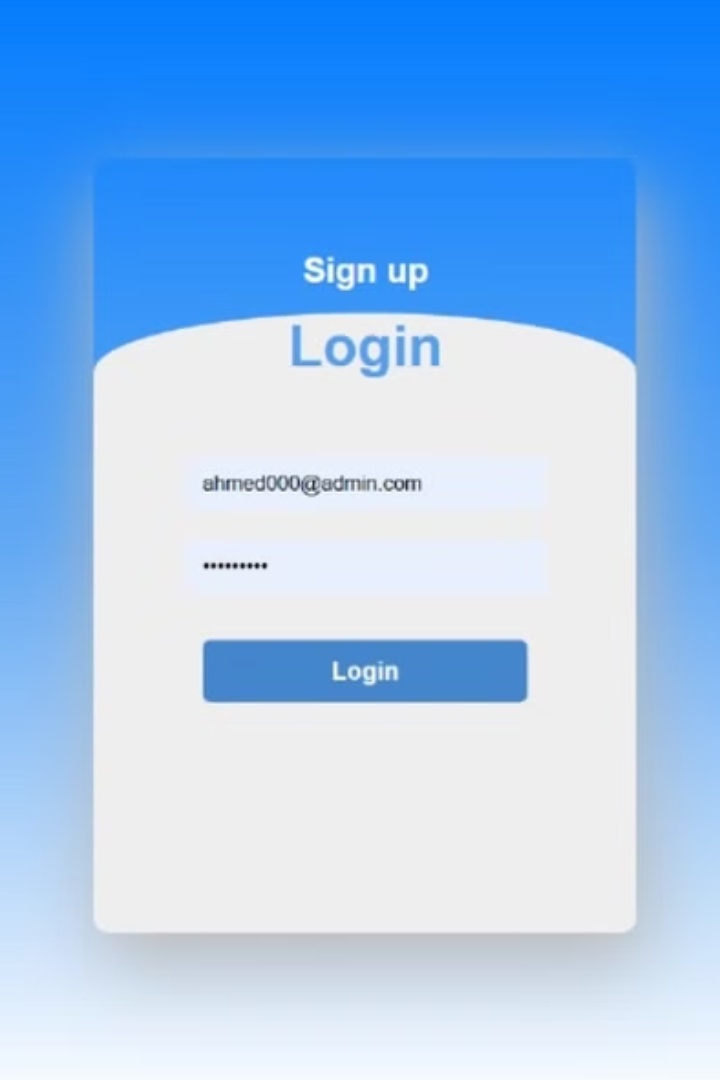 Sign up
Login
ahmed000@admin.com
•••••••••
Login